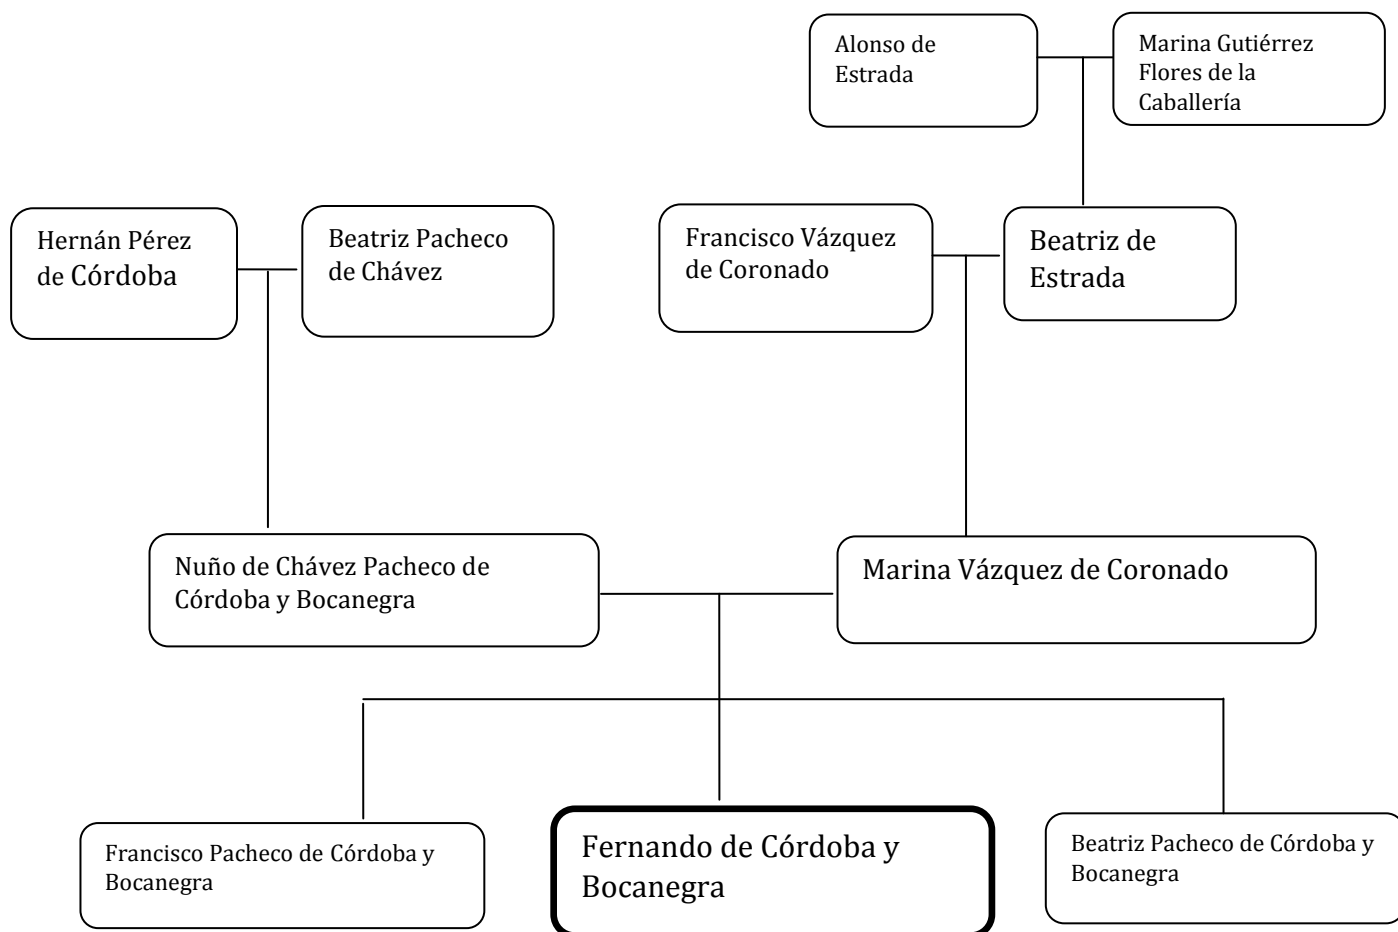 Alonso de
Estrada
Marina Gutiérrez
Flores de la
Caballería
Hernán Pérez
de Córdoba
Beatriz Pacheco
de Chávez
Francisco Vázquez
de Coronado
Beatriz de
Estrada
Nuño de Chávez Pacheco de
Córdoba y Bocanegra
Marina Vázquez de Coronado
Francisco Pacheco de Córdoba y
Bocanegra
Fernando de Córdoba y
Bocanegra
Beatriz Pacheco de Córdoba y
Bocanegra